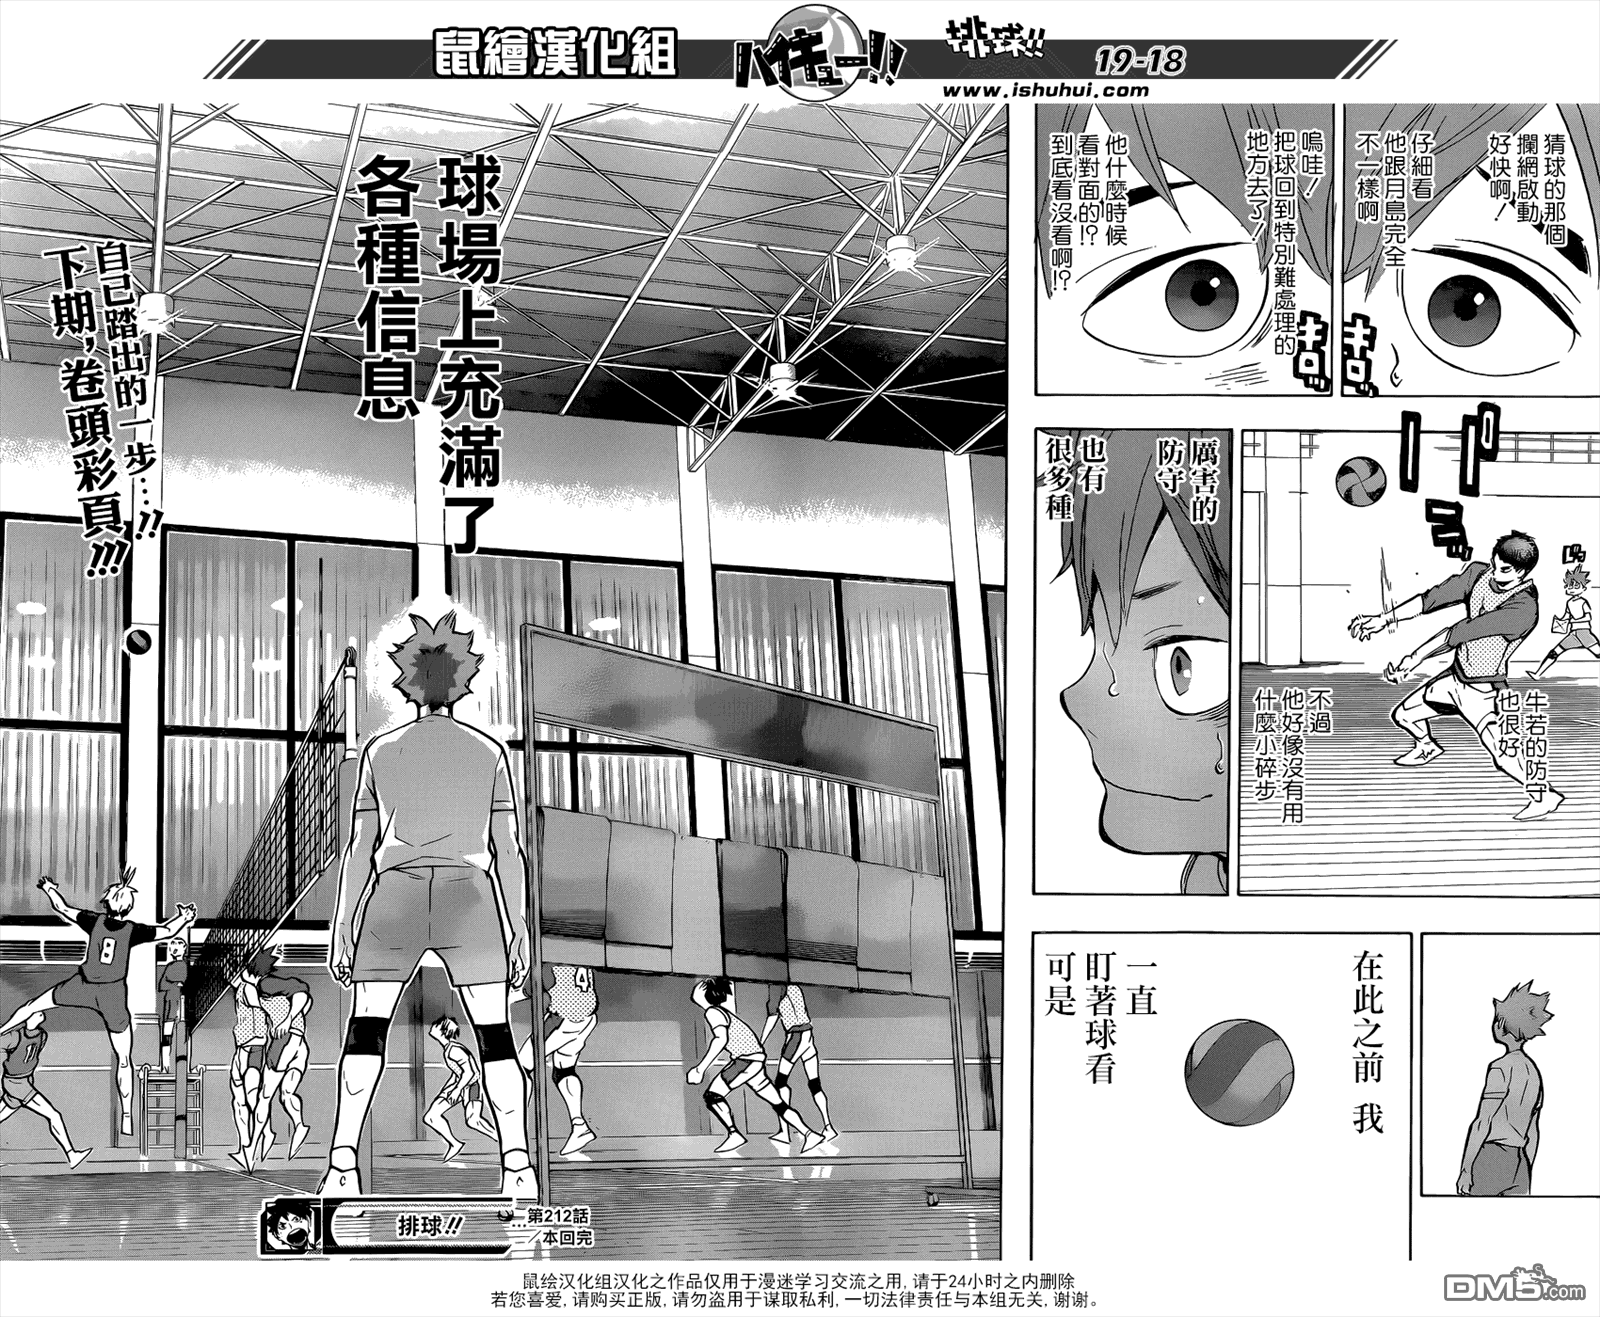 鼠繪漢化組
ハイキュー!!
排球!!
19-18
www.ishuhui.com
猜球的那個
攔網啟動
好快啊!
仔細看
他跟月島完全
不一樣啊
嗚哇!
把球回到特別難處理的
地方去了!
他什麼時候
看對面的!?
到底看沒看啊!?
キロ
キロ
牛若的防守
也很好
不過
他好像沒有用
什麼小碎步
厲害的
防守
也有
很多種
在此之前 我
一直
盯著球看
可是
球場上充滿了
各種信息
自己踏出的一步…!!
下期,卷頭彩頁!!!
8
11
4
排球!!
…第212話
／本回完
鼠绘汉化组汉化之作品仅用于漫迷学习交流之用,请于24小时之内删除
若您喜爱,请购买正版,请勿盗用于谋取私利,一切法律责任与本组无关,谢谢。
DM5.com